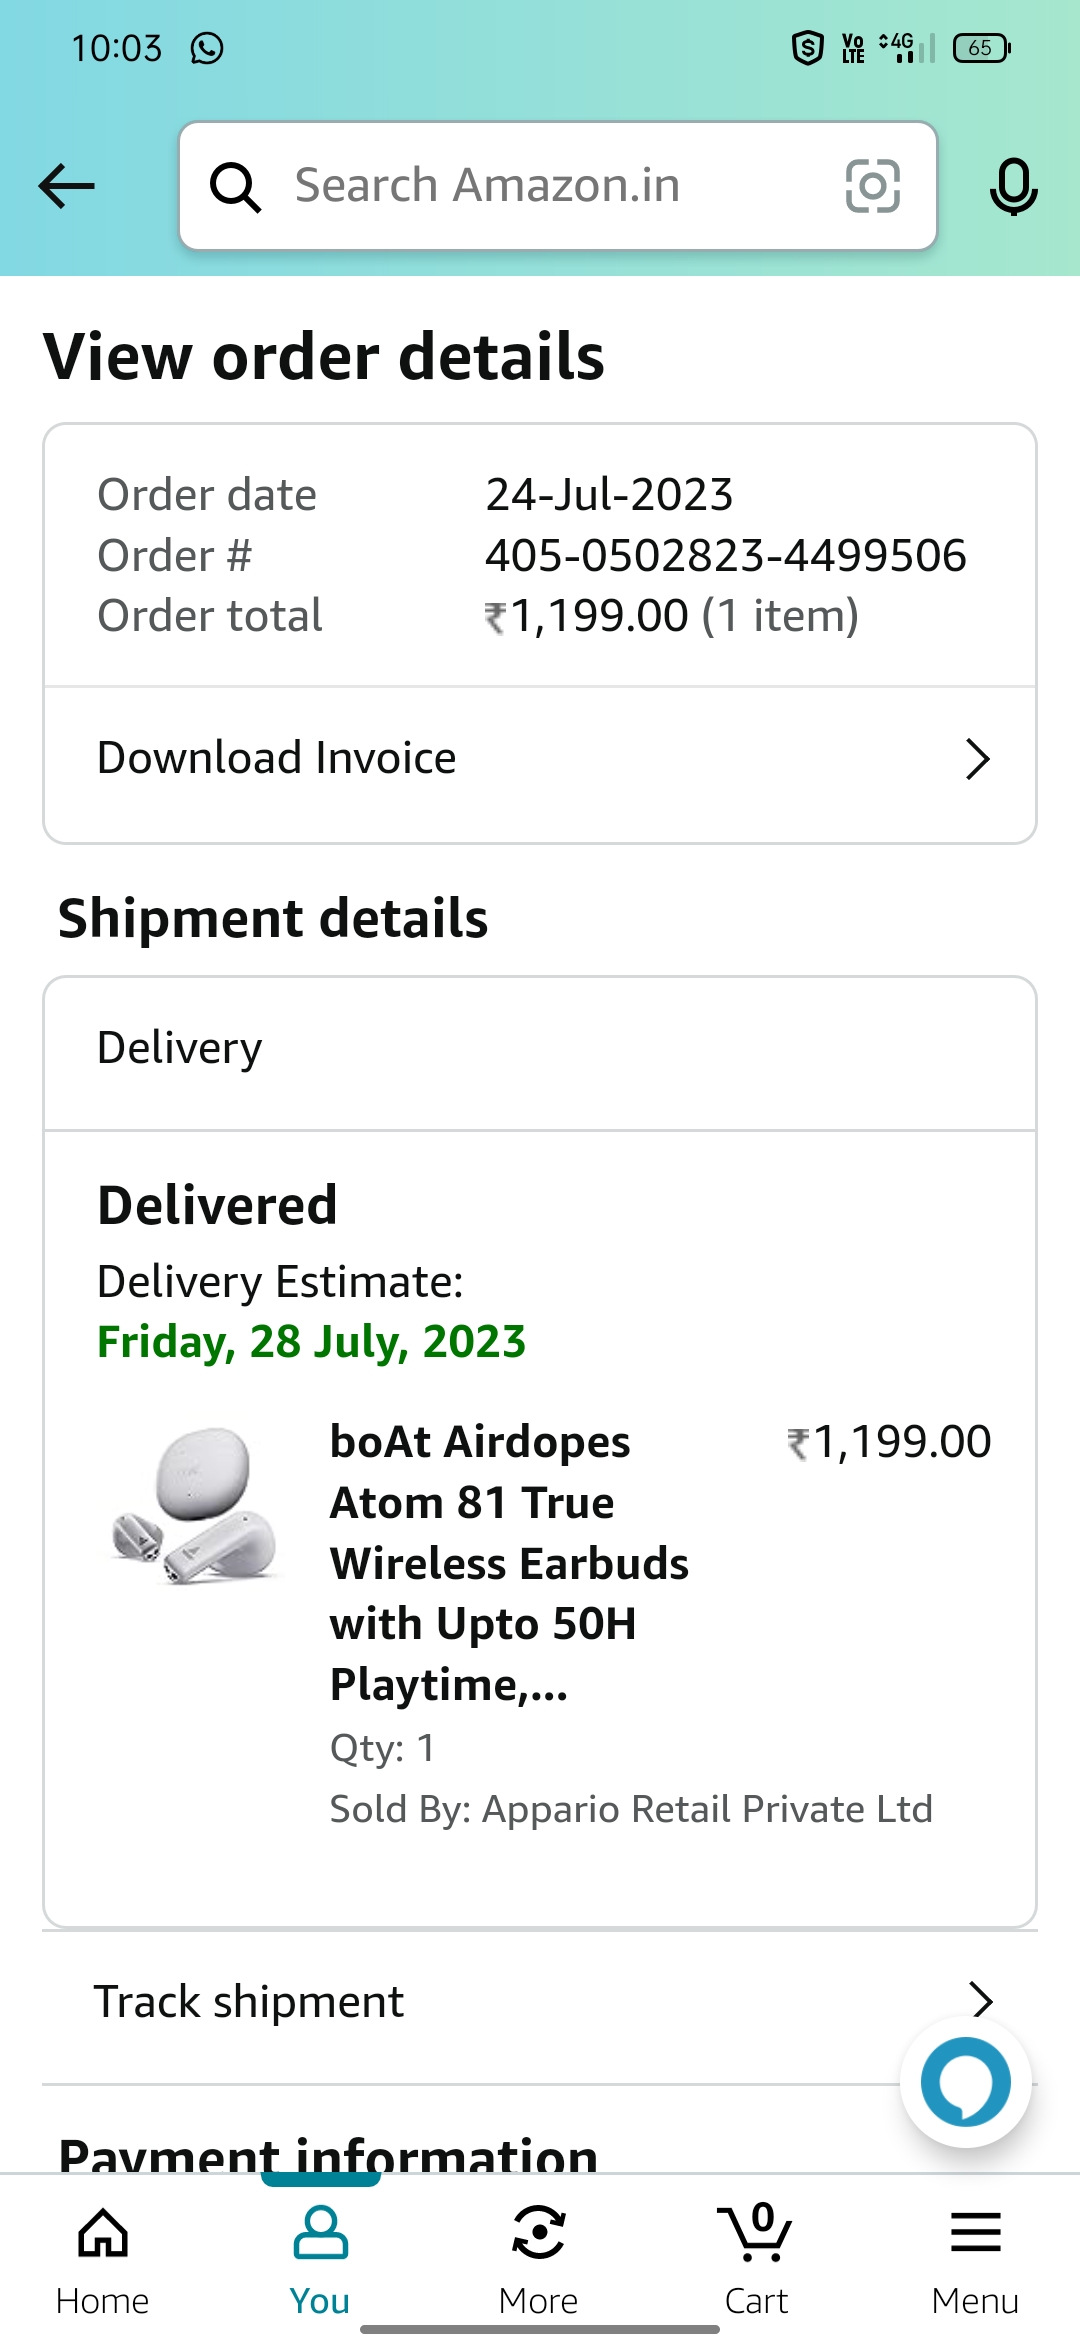 10:03
Vo LTE 4G 65
Search Amazon.in
View order details
Order date 24-Jul-2023
Order # 405-0502823-4499506
Order total ₹1,199.00 (1 item)
Download Invoice
Shipment details
Delivery
Delivered
Delivery Estimate:
Friday, 28 July, 2023
boAt Airdopes ₹1,199.00
Atom 81 True
Wireless Earbuds
with Upto 50H
Playtime,...
Qty: 1
Sold By: Appario Retail Private Ltd
Track shipment
Payment information
0
Home You More Cart Menu